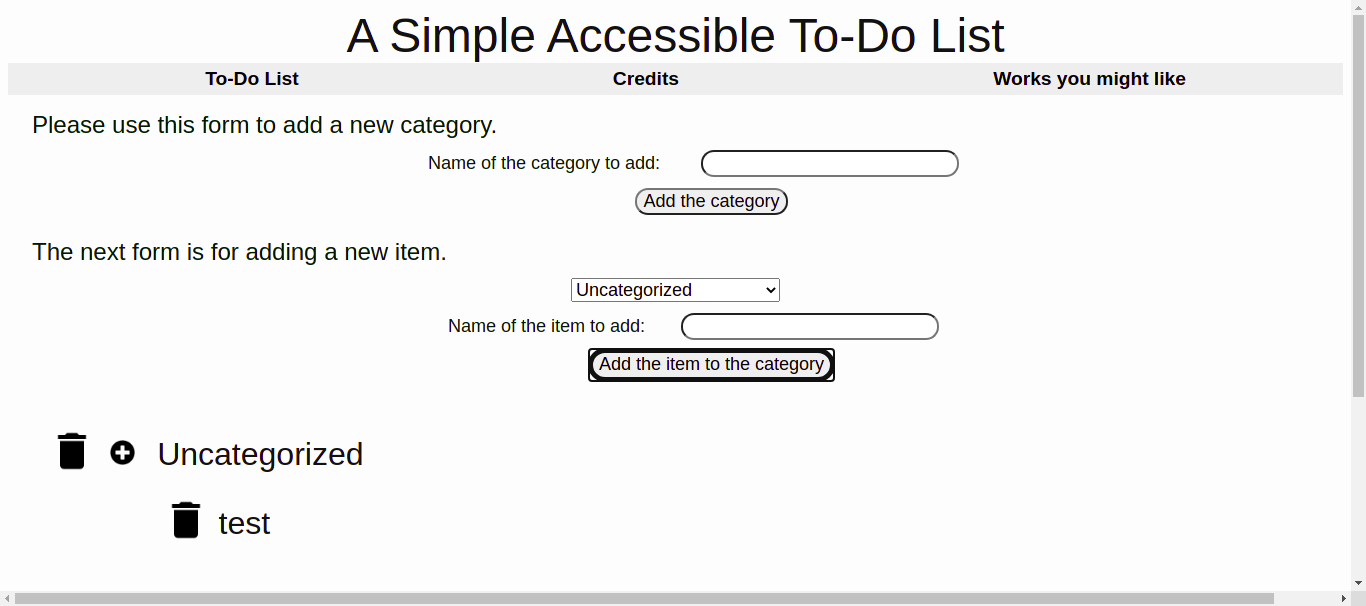 A Simple Accessible To-Do List
To-Do List Credits Works you might like
Please use this form to add a new category.
Name of the category to add:
Add the category
The next form is for adding a new item.
Uncategorized
Name of the item to add:
Add the item to the category
Uncategorized
test